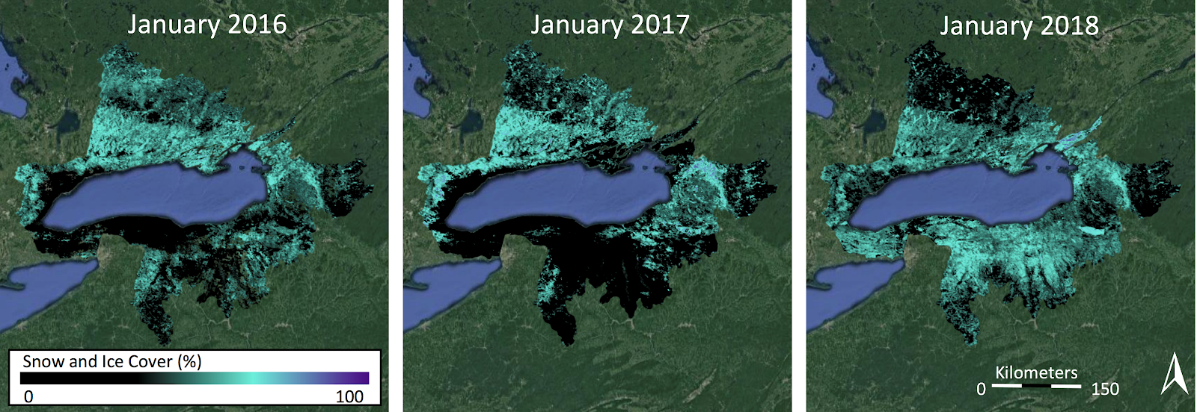 January 2016
January 2017
January 2018
Snow and Ice Cover (%)
0
100
Kilometers
0
150